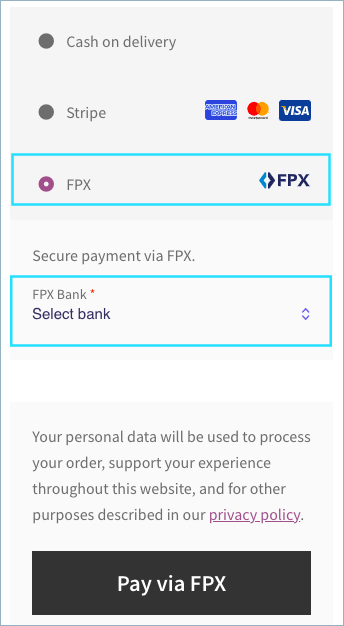 Cash on delivery
Stripe AMERICAN EXPRESS mastercard VISA
FPX FPX
Secure payment via FPX.
FPX Bank *
Select bank
Your personal data will be used to process
your order, support your experience
throughout this website, and for other
purposes described in our privacy policy.
Pay via FPX